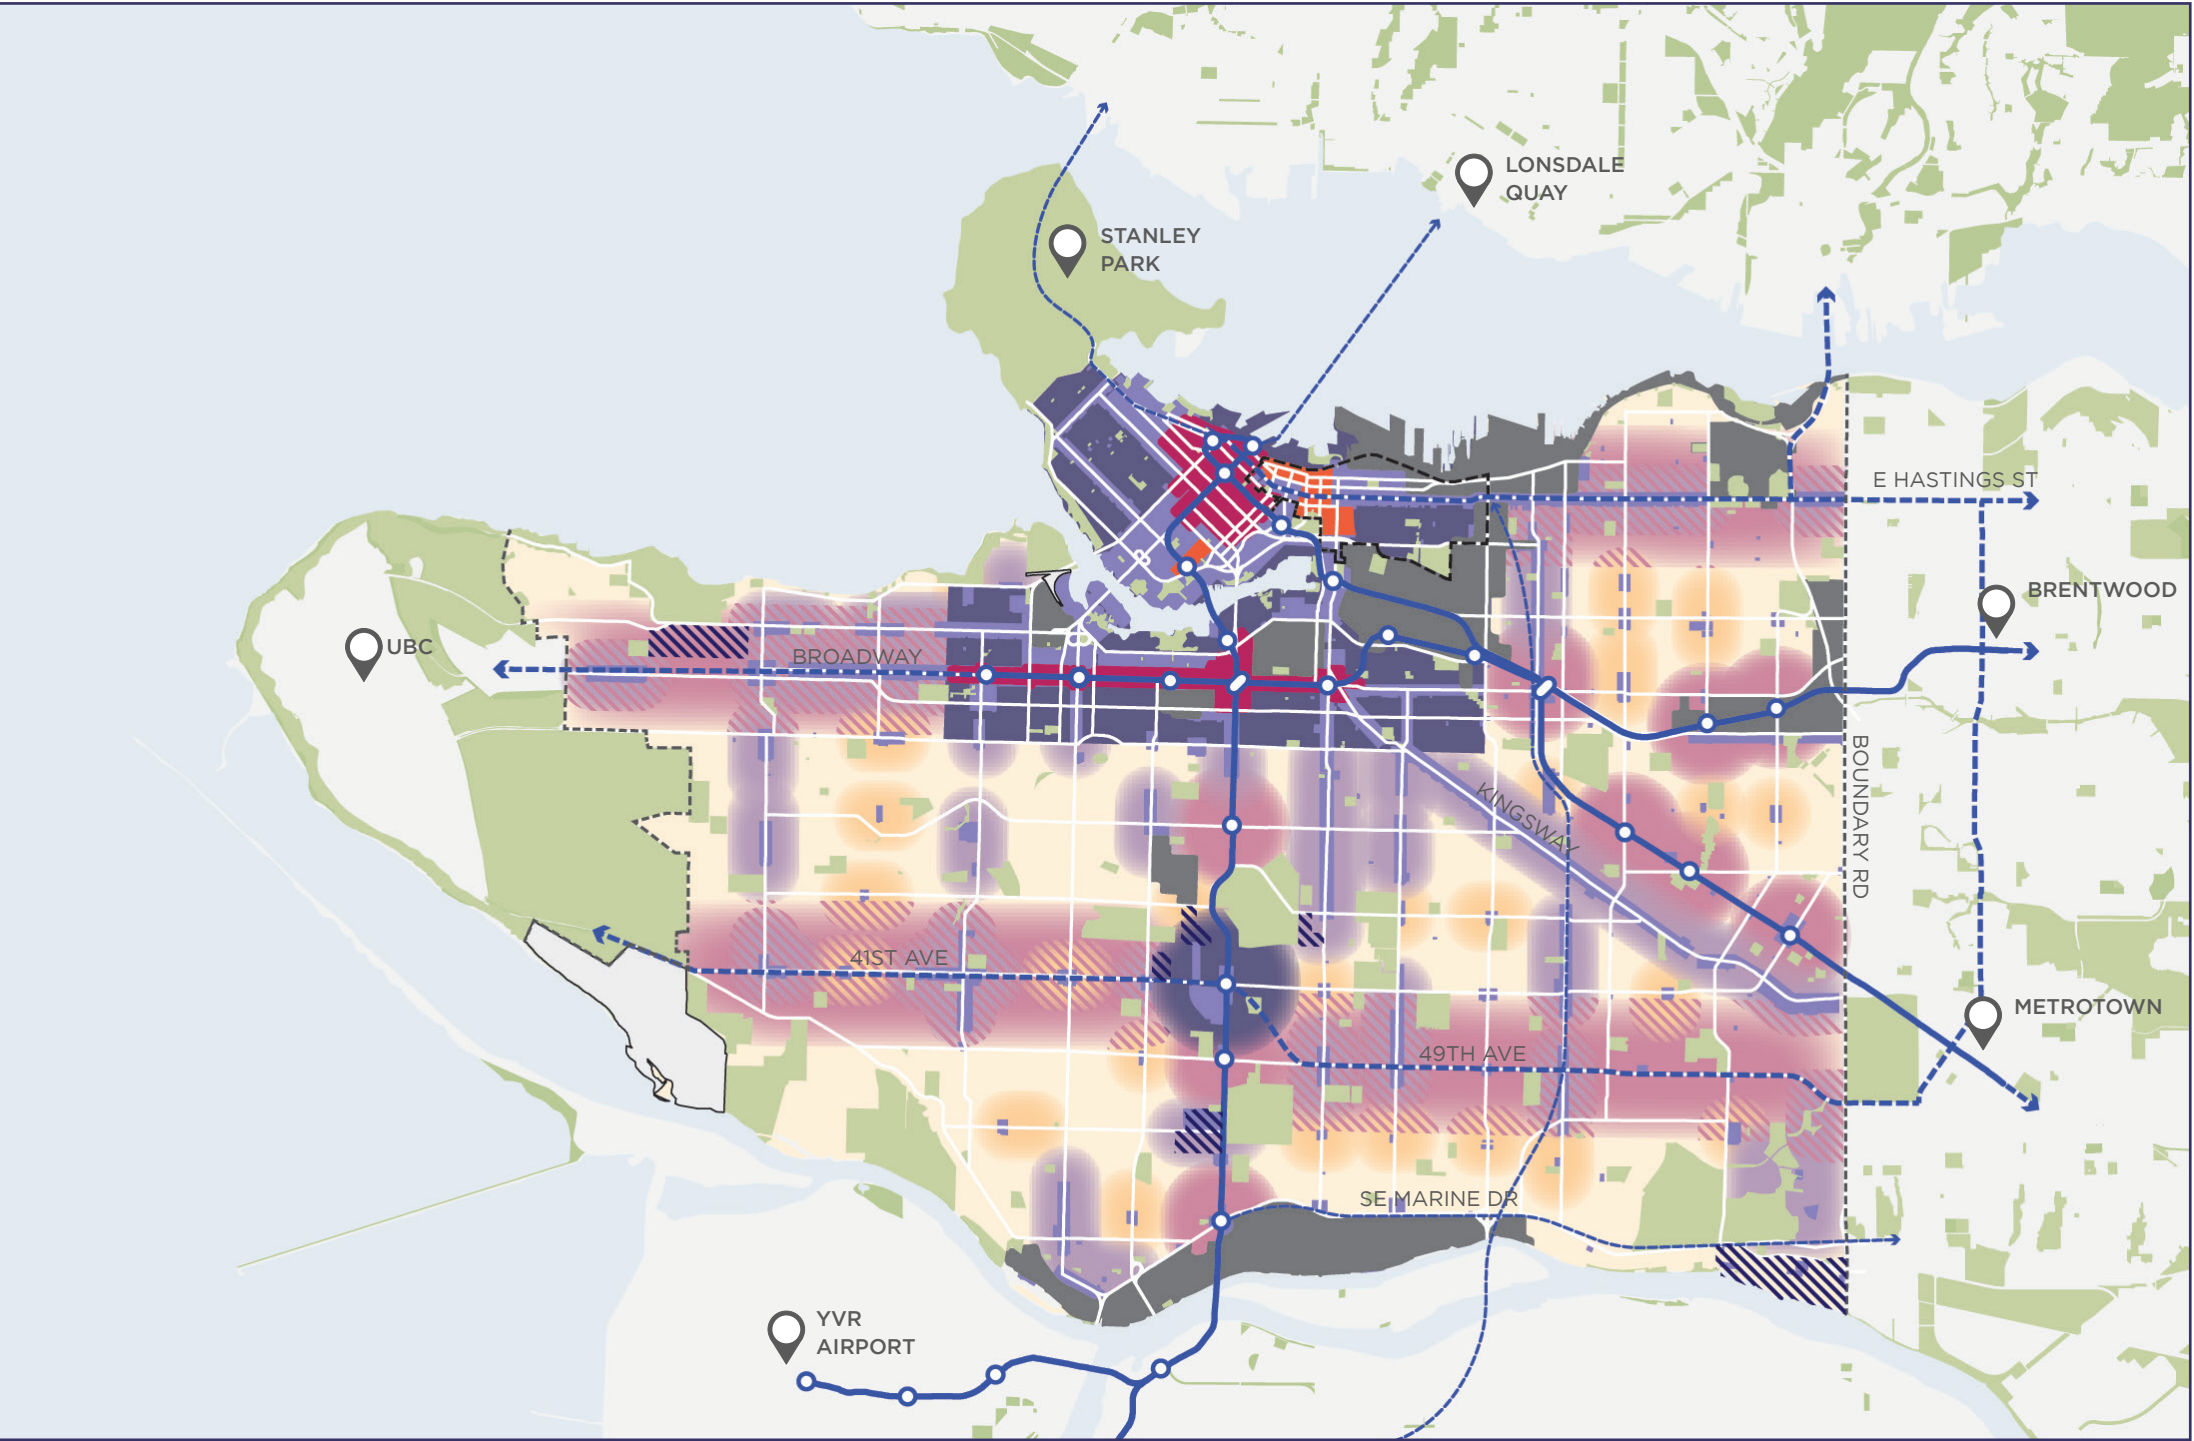 LONSDALE
QUAY
STANLEY
PARK
E HASTINGS ST
BRENTWOOD
UBC
BROADWAY
BOUNDARY RD
KINGSWAY
41ST AVE
METROTOWN
49TH AVE
SE MARINE DR
YVR
AIRPORT